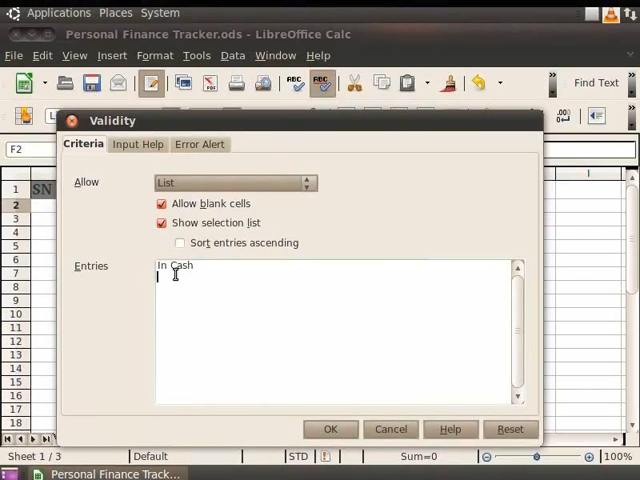 Applications Places System
Personal Finance Tracker.ods - LibreOffice Calc
File Edit View Insert Format Tools Data Window Help
ABC ABC Find Text
Validity
Criteria Input Help Error Alert
F2
I
Allow List
Allow blank cells
Show selection list
Sort entries ascending
Entries In Cash
1 SN
2
3
4
5
6
7
8
9
10
11
12
13
14
15
16
17
18
OK Cancel Help Reset
Sheet 1 / 3 Default STD Sum=0 100%
Personal Finance Track...